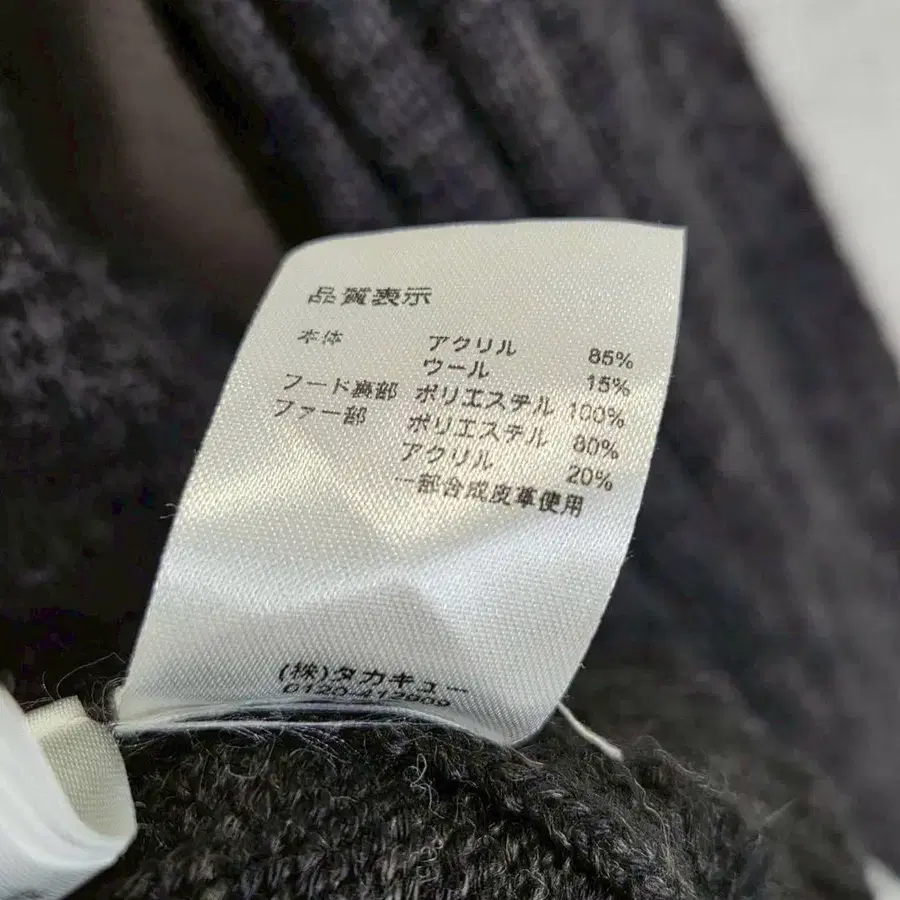 品質表示
本体 アクリル 85%
ウール 15%
フード裏部 ポリエステル 100%
ファー部 ポリエステル 80%
アクリル 20%
一部合成皮革使用
(株)タカキュー
0120-412909